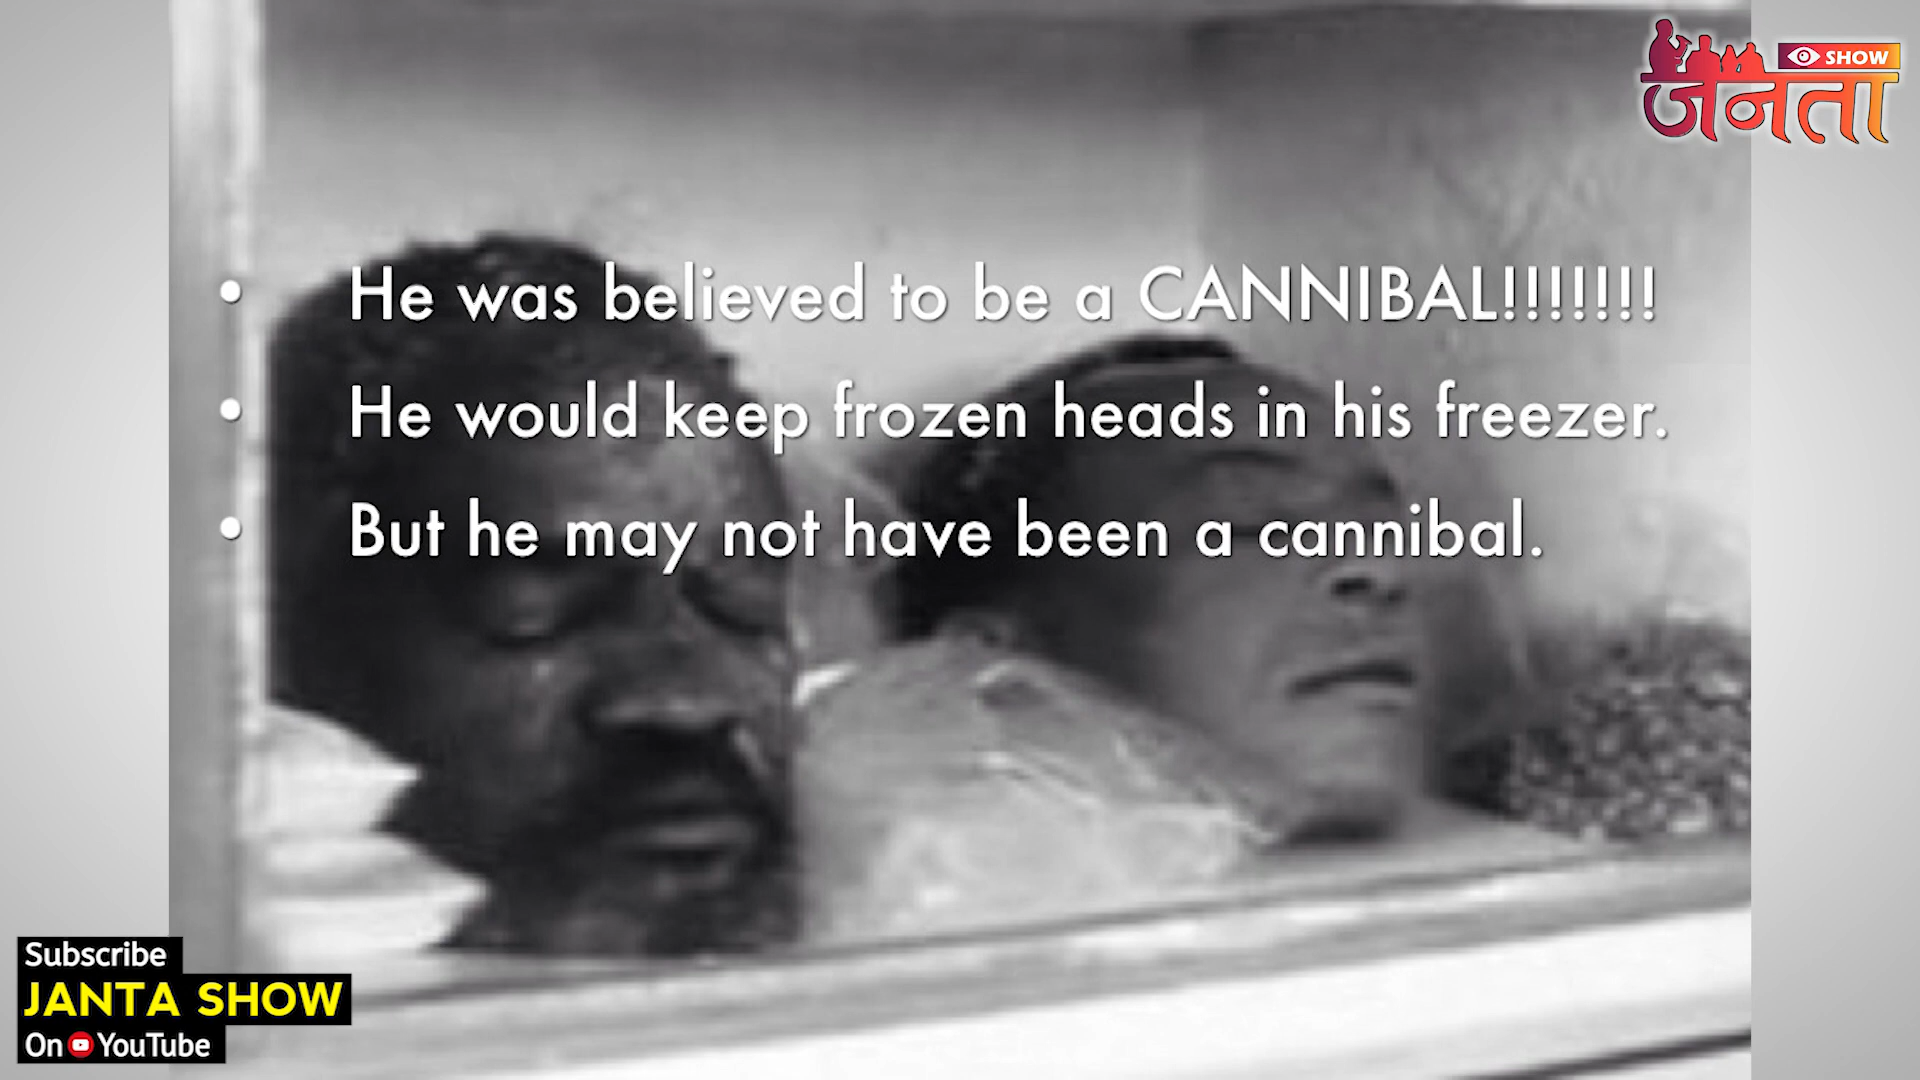 SHOW
जनता
• He was believed to be a CANNIBAL!!!!!!!
• He would keep frozen heads in his freezer.
• But he may not have been a cannibal.
Subscribe
JANTA SHOW
On YouTube